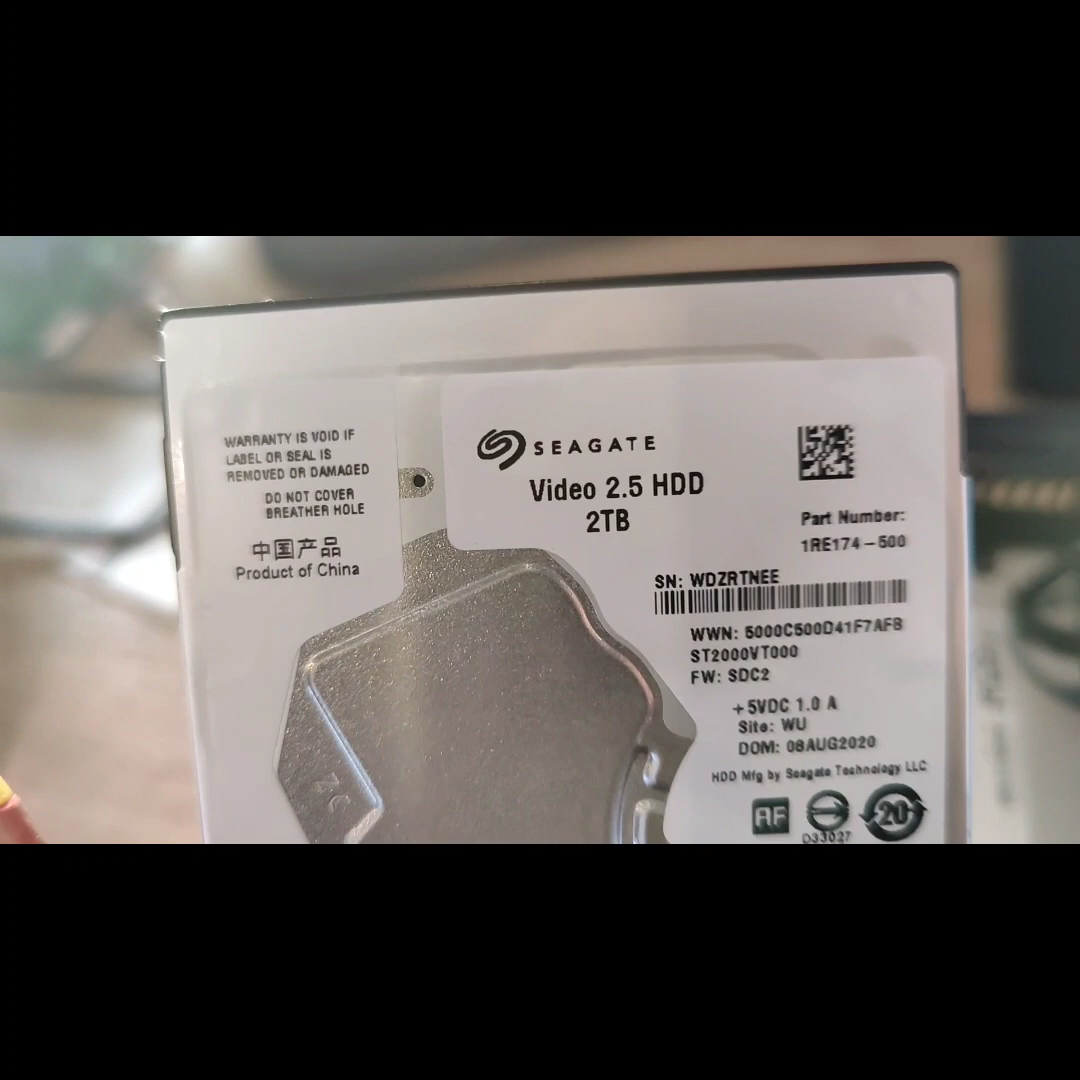 WARRANTY IS VOID IF
LABEL OR SEAL IS
REMOVED OR DAMAGED
DO NOT COVER
BREATHER HOLE
中国产品
Product of China
SEAGATE
Video 2.5 HDD
2TB
Part Number:
1RE174-500
SN: WDZRTNEE
WWN: 5000C500D41F7AFB
ST2000VT000
FW: SDC2
+5VDC 1.0 A
Site: WU
DOM: 08AUG2020
HDD Mfg by Seagate Technology LLC
AF
20
D33027